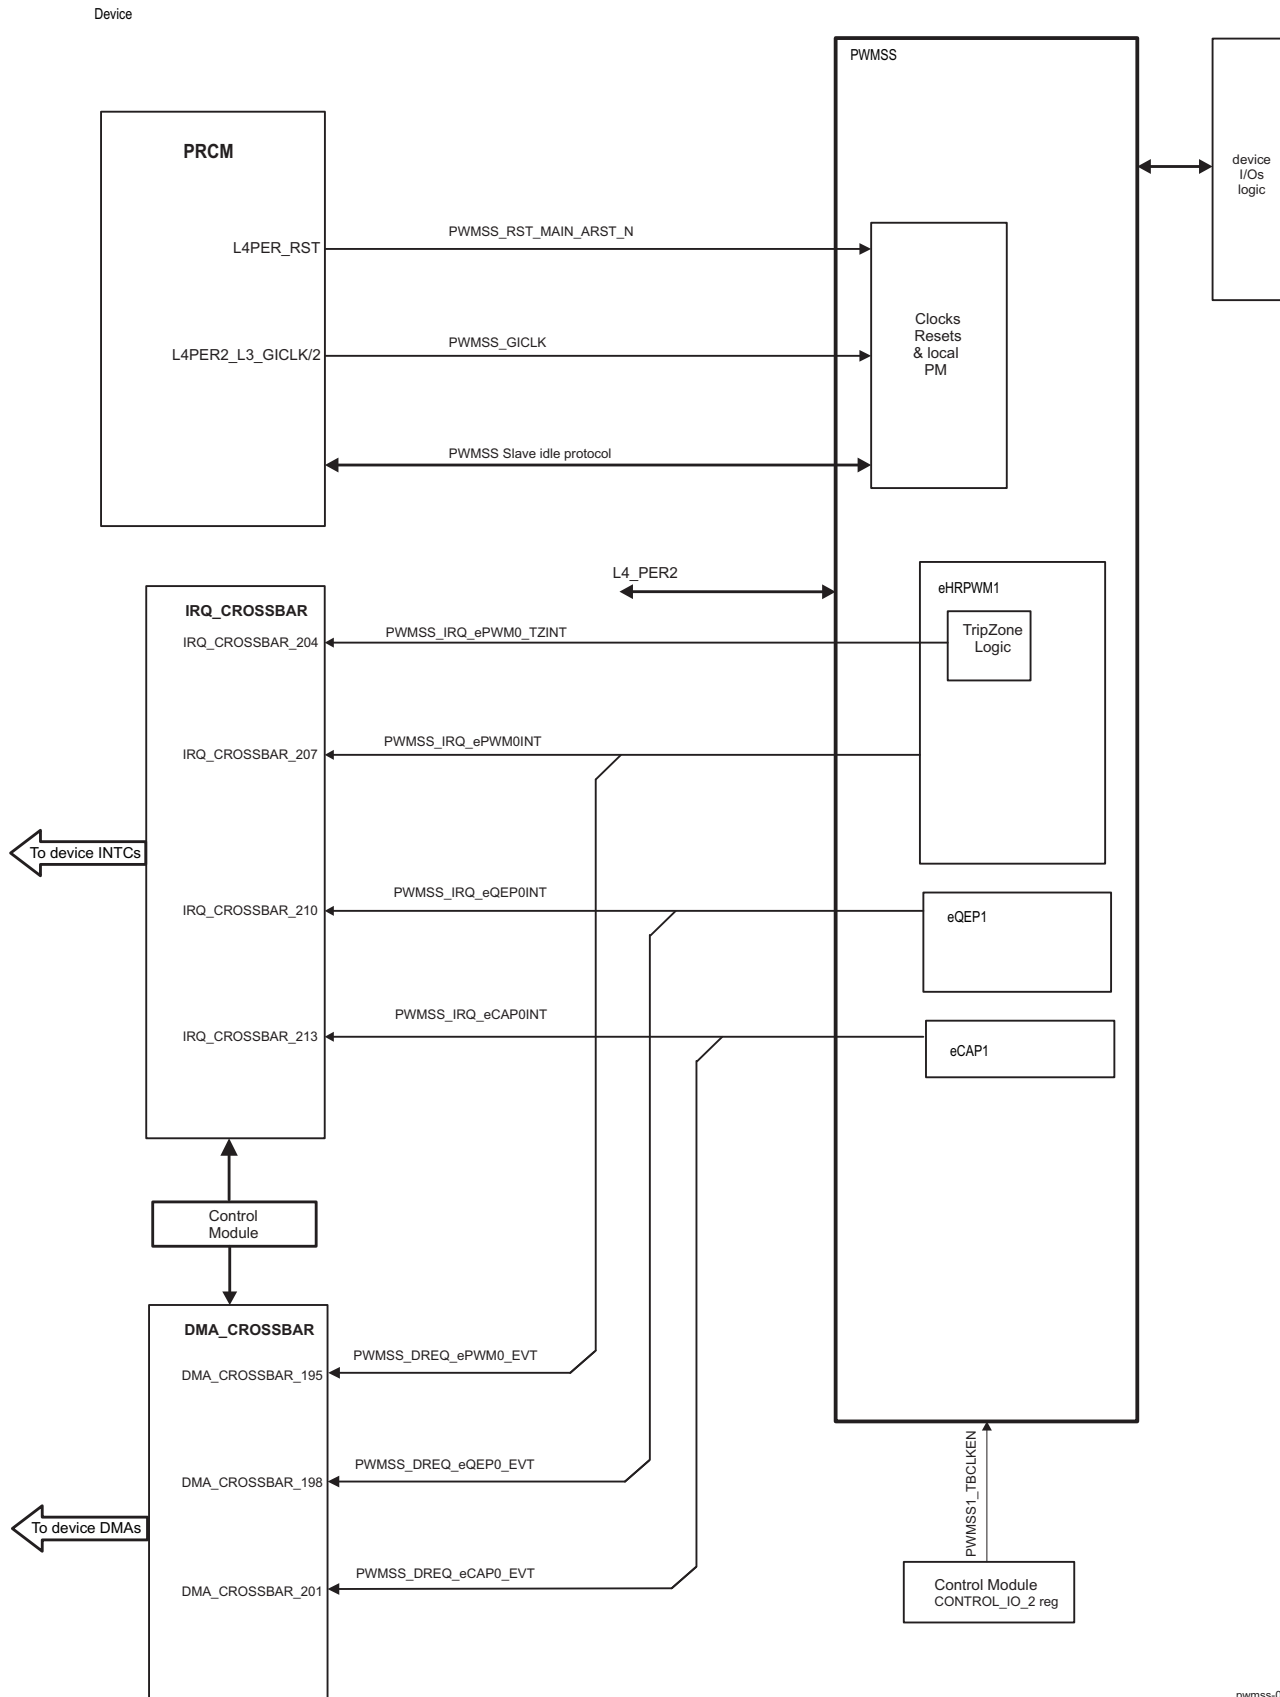 Device
PWMSS
device
I/Os
logic
PRCM
L4PER_RST
PWMSS_RST_MAIN_ARST_N
L4PER2_L3_GICLK/2
PWMSS_GICLK
Clocks
Resets
& local
PM
PWMSS Slave idle protocol
L4_PER2
IRQ_CROSSBAR
IRQ_CROSSBAR_204
PWMSS_IRQ_ePWM0_TZINT
eHRPWM1
TripZone
Logic
IRQ_CROSSBAR_207
PWMSS_IRQ_ePWM0INT
To device INTCs
IRQ_CROSSBAR_210
PWMSS_IRQ_eQEP0INT
eQEP1
IRQ_CROSSBAR_213
PWMSS_IRQ_eCAP0INT
eCAP1
Control
Module
DMA_CROSSBAR
DMA_CROSSBAR_195
PWMSS_DREQ_ePWM0_EVT
DMA_CROSSBAR_198
PWMSS_DREQ_eQEP0_EVT
To device DMAs
DMA_CROSSBAR_201
PWMSS_DREQ_eCAP0_EVT
PWMSS1_TBCLKEN
Control Module
CONTROL_IO_2 reg